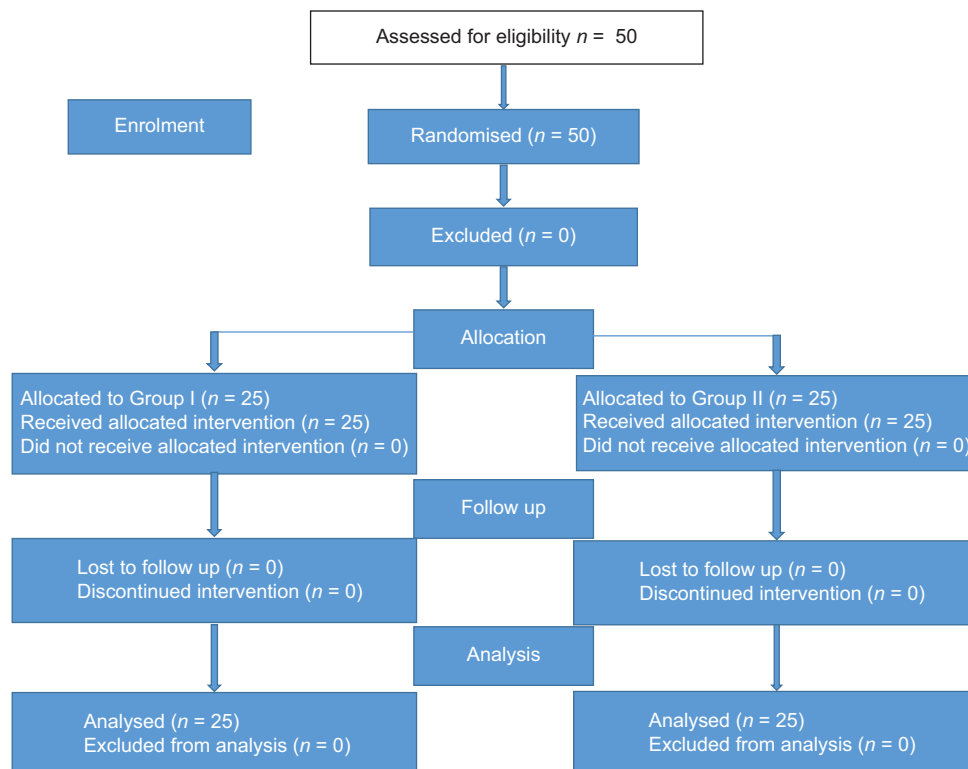 Assessed for eligibility n = 50
Enrolment
Randomised (n = 50)
Excluded (n = 0)
Allocation
Allocated to Group I (n = 25)
Received allocated intervention (n = 25)
Did not receive allocated intervention (n = 0)
Allocated to Group II (n = 25)
Received allocated intervention (n = 25)
Did not receive allocated intervention (n = 0)
Follow up
Lost to follow up (n = 0)
Discontinued intervention (n = 0)
Lost to follow up (n = 0)
Discontinued intervention (n = 0)
Analysis
Analysed (n = 25)
Excluded from analysis (n = 0)
Analysed (n = 25)
Excluded from analysis (n = 0)